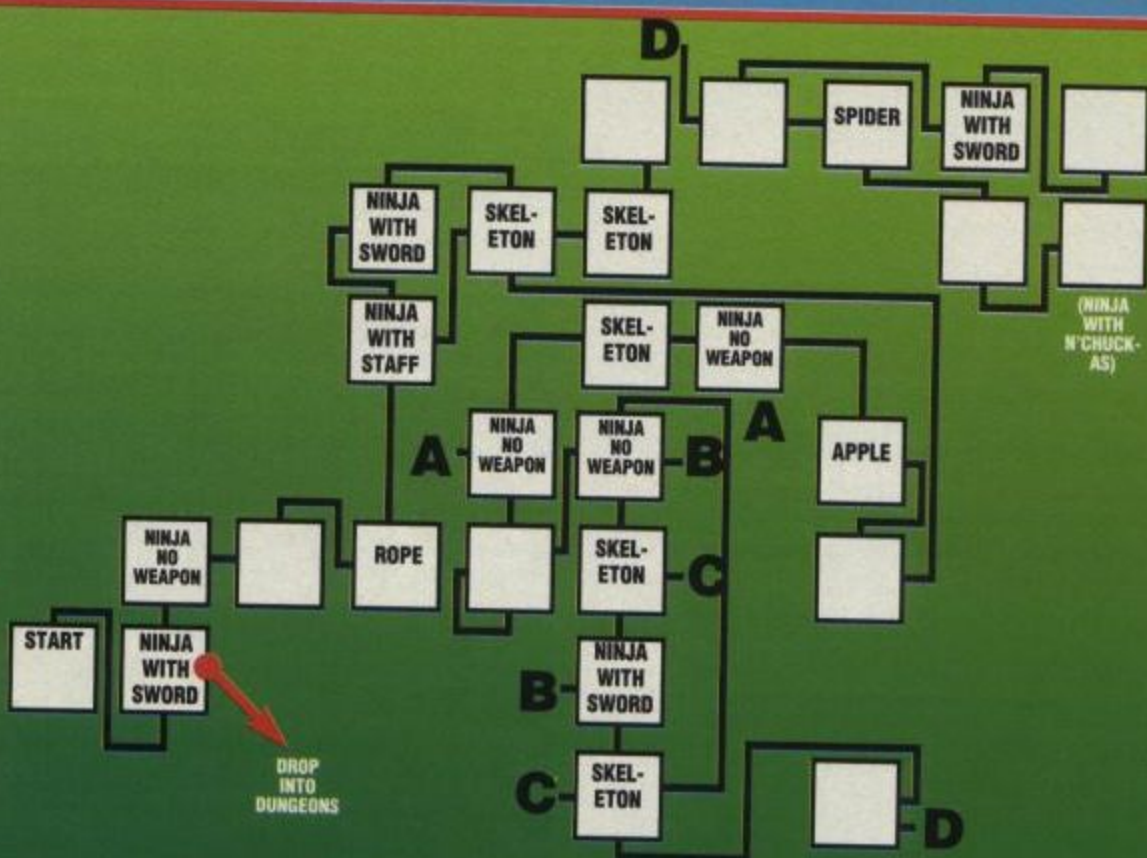 D
SPIDER
NINJA
WITH
SWORD
NINJA
WITH
SWORD
SKEL-
ETON
SKEL-
ETON
(NINJA
WITH
N'CHUCK-
AS)
NINJA
WITH
STAFF
SKEL-
ETON
NINJA
NO
WEAPON
A
A
NINJA
NO
WEAPON
NINJA
NO
WEAPON
B
APPLE
NINJA
NO
WEAPON
ROPE
SKEL-
ETON
C
START
NINJA
WITH
SWORD
B
NINJA
WITH
SWORD
DROP
INTO
DUNGEONS
C
SKEL-
ETON
D